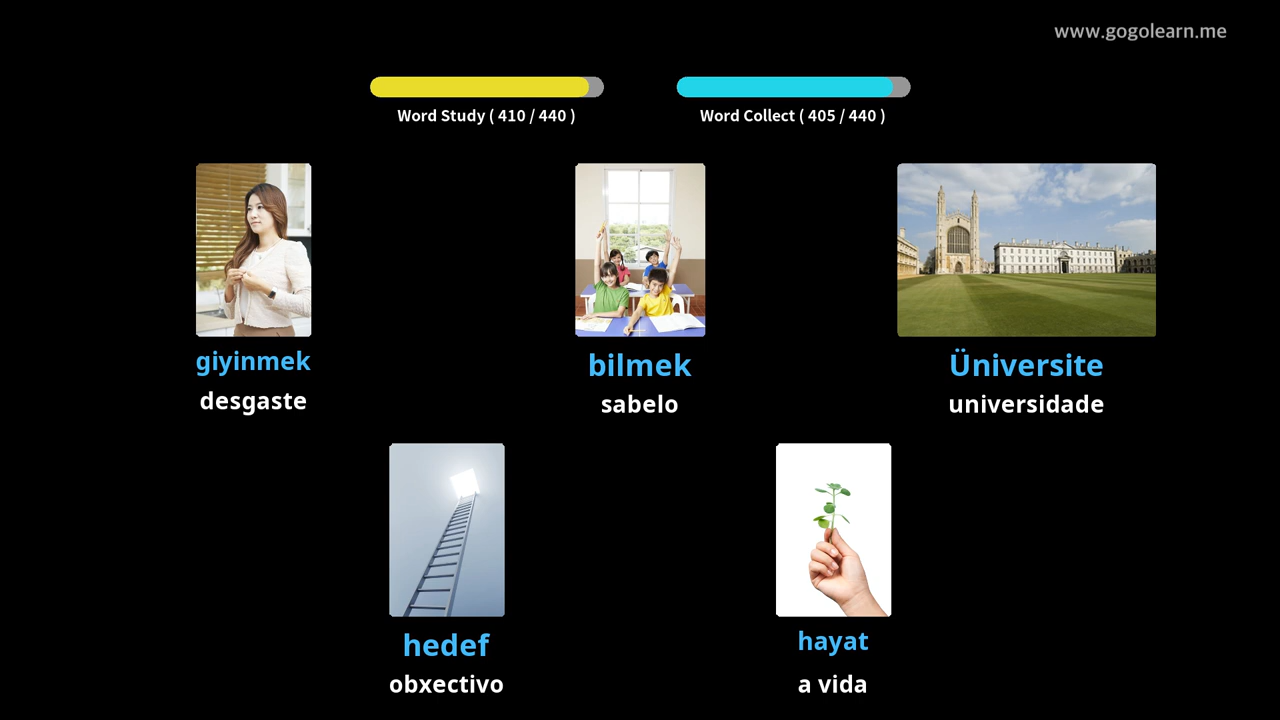 www.gogolearn.me
Word Study ( 410 / 440 )
Word Collect ( 405 / 440 )
giyinmek
desgaste
bilmek
sabelo
Üniversite
universidade
hedef
obxectivo
hayat
a vida